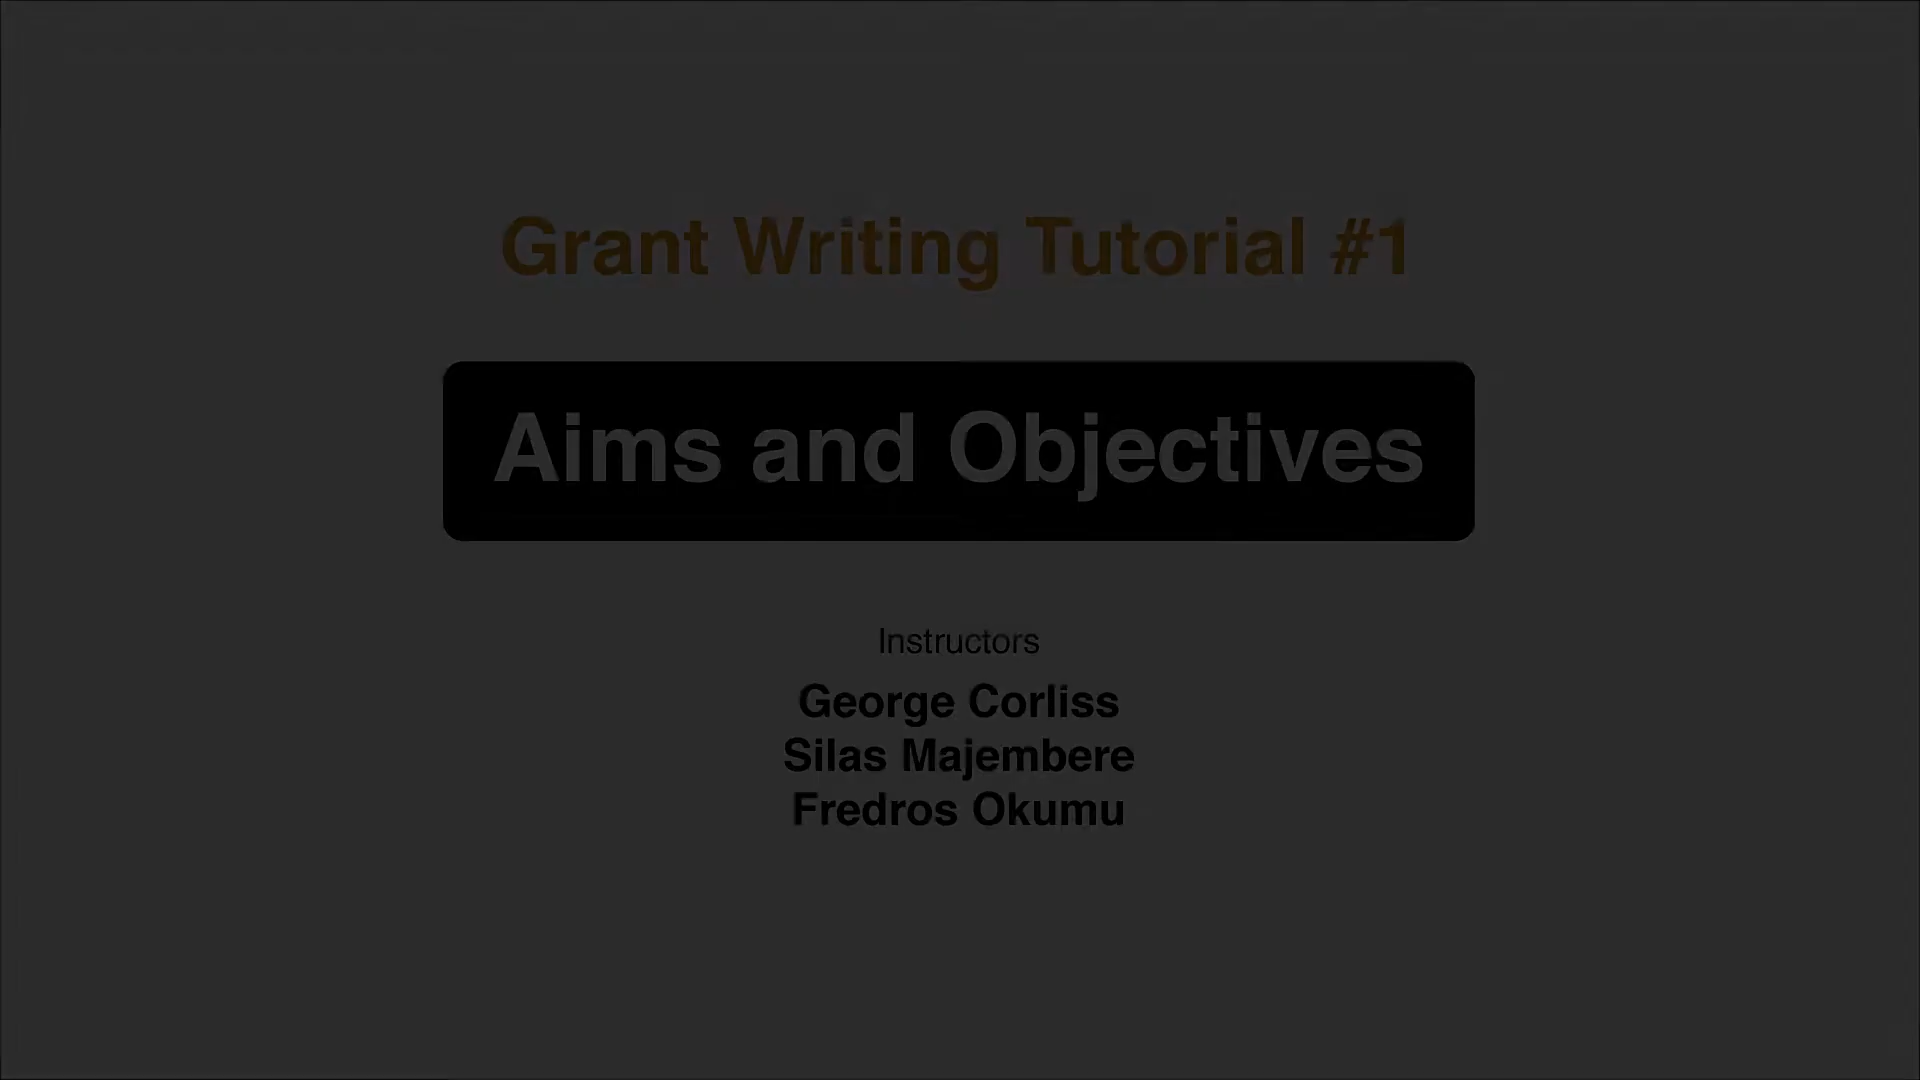 Grant Writing Tutorial #1
Aims and Objectives
Instructors
George Corliss
Silas Majembere
Fredros Okumu